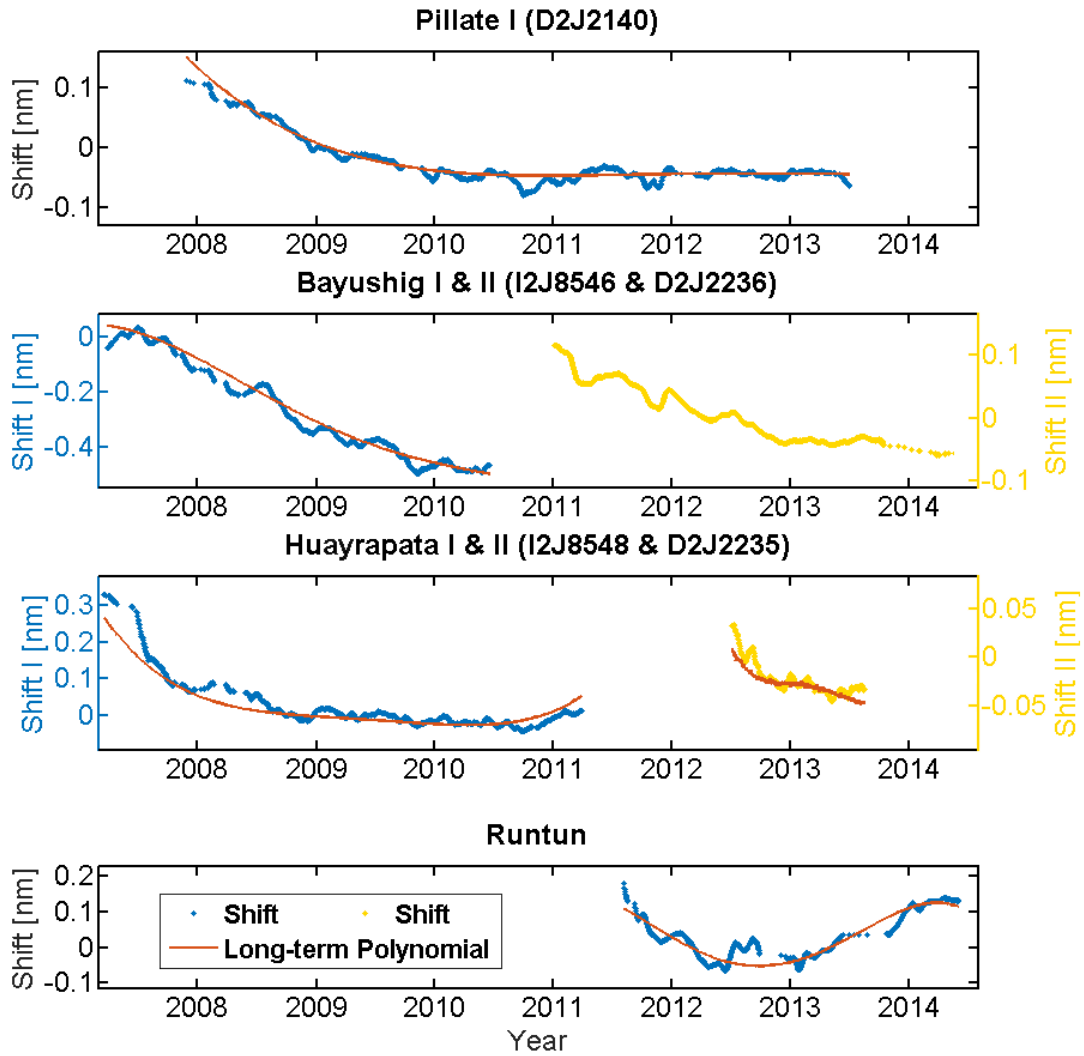 Pillate I (D2J2140)
Shift [nm]
0.1
0
-0.1
2008 2009 2010 2011 2012 2013 2014
Bayushig I & II (I2J8546 & D2J2236)
Shift I [nm]
0
-0.2
-0.4
0.1
0
-0.1
Shift II [nm]
2008 2009 2010 2011 2012 2013 2014
Huayrapata I & II (I2J8548 & D2J2235)
Shift I [nm]
0.3
0.2
0.1
0
0.05
0
-0.05
Shift II [nm]
2008 2009 2010 2011 2012 2013 2014
Runtun
Shift [nm]
0.2
0.1
0
-0.1
Shift Shift
Long-term Polynomial
2008 2009 2010 2011 2012 2013 2014
Year